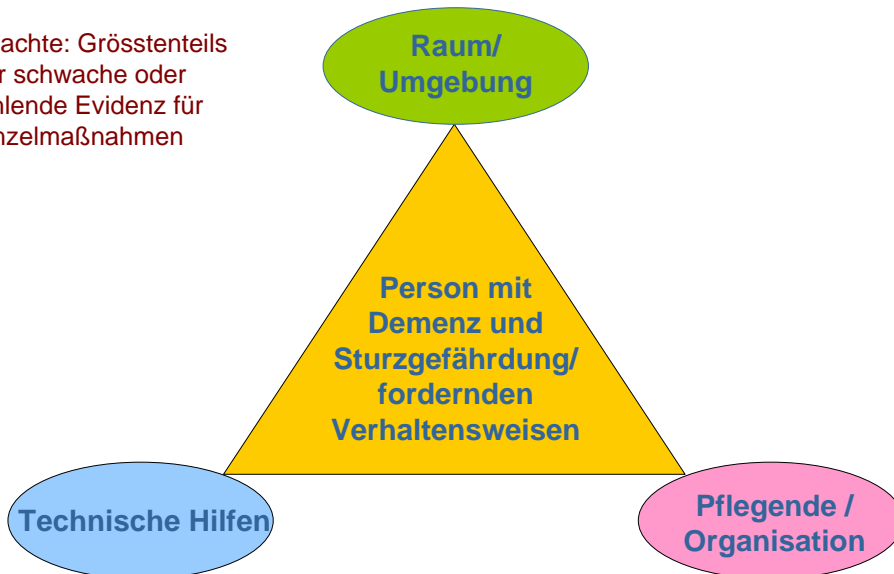 achte: Grösstenteils
r schwache oder
hlende Evidenz für
nzelmaßnahmen
Raum/
Umgebung
Person mit
Demenz und
Sturzgefährdung/
fordernden
Verhaltensweisen
Technische Hilfen
Pflegende /
Organisation